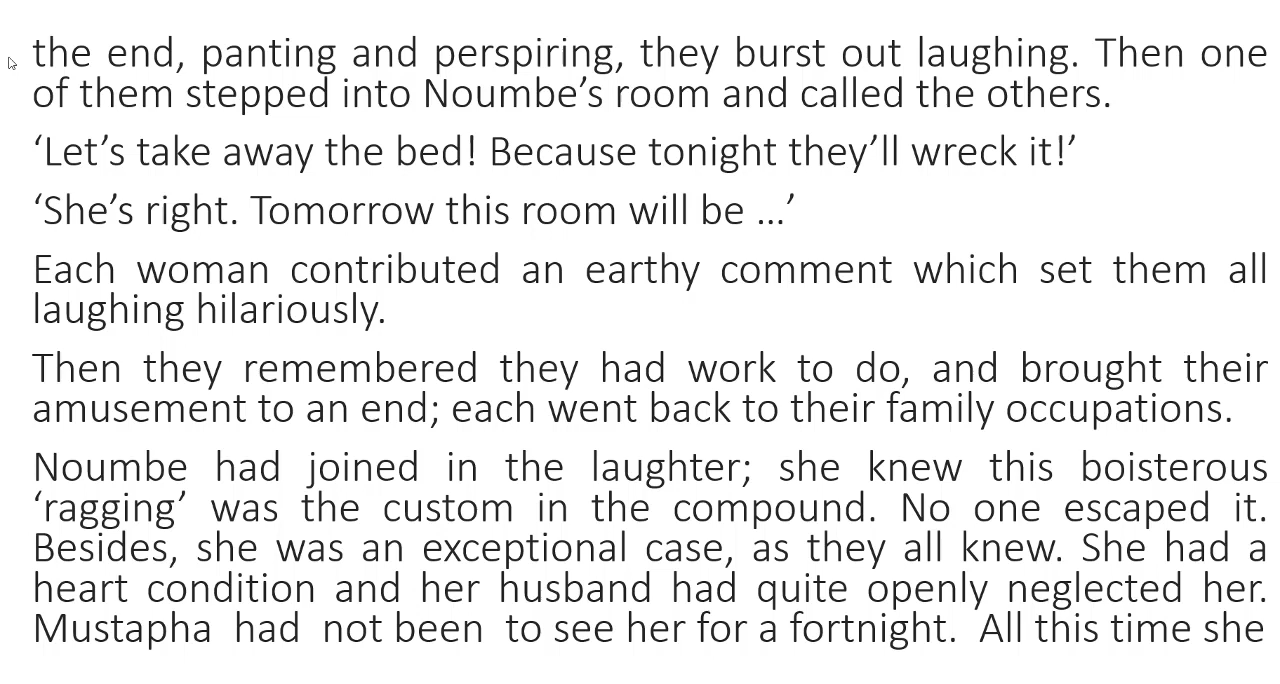 the end, panting and perspiring, they burst out laughing. Then one
of them stepped into Noumbe’s room and called the others.
‘Let’s take away the bed! Because tonight they’ll wreck it!’
‘She’s right. Tomorrow this room will be ...’
Each woman contributed an earthy comment which set them all
laughing hilariously.
Then they remembered they had work to do, and brought their
amusement to an end; each went back to their family occupations.
Noumbe had joined in the laughter; she knew this boisterous
‘ragging’ was the custom in the compound. No one escaped it.
Besides, she was an exceptional case, as they all knew. She had a
heart condition and her husband had quite openly neglected her.
Mustapha had not been to see her for a fortnight. All this time she